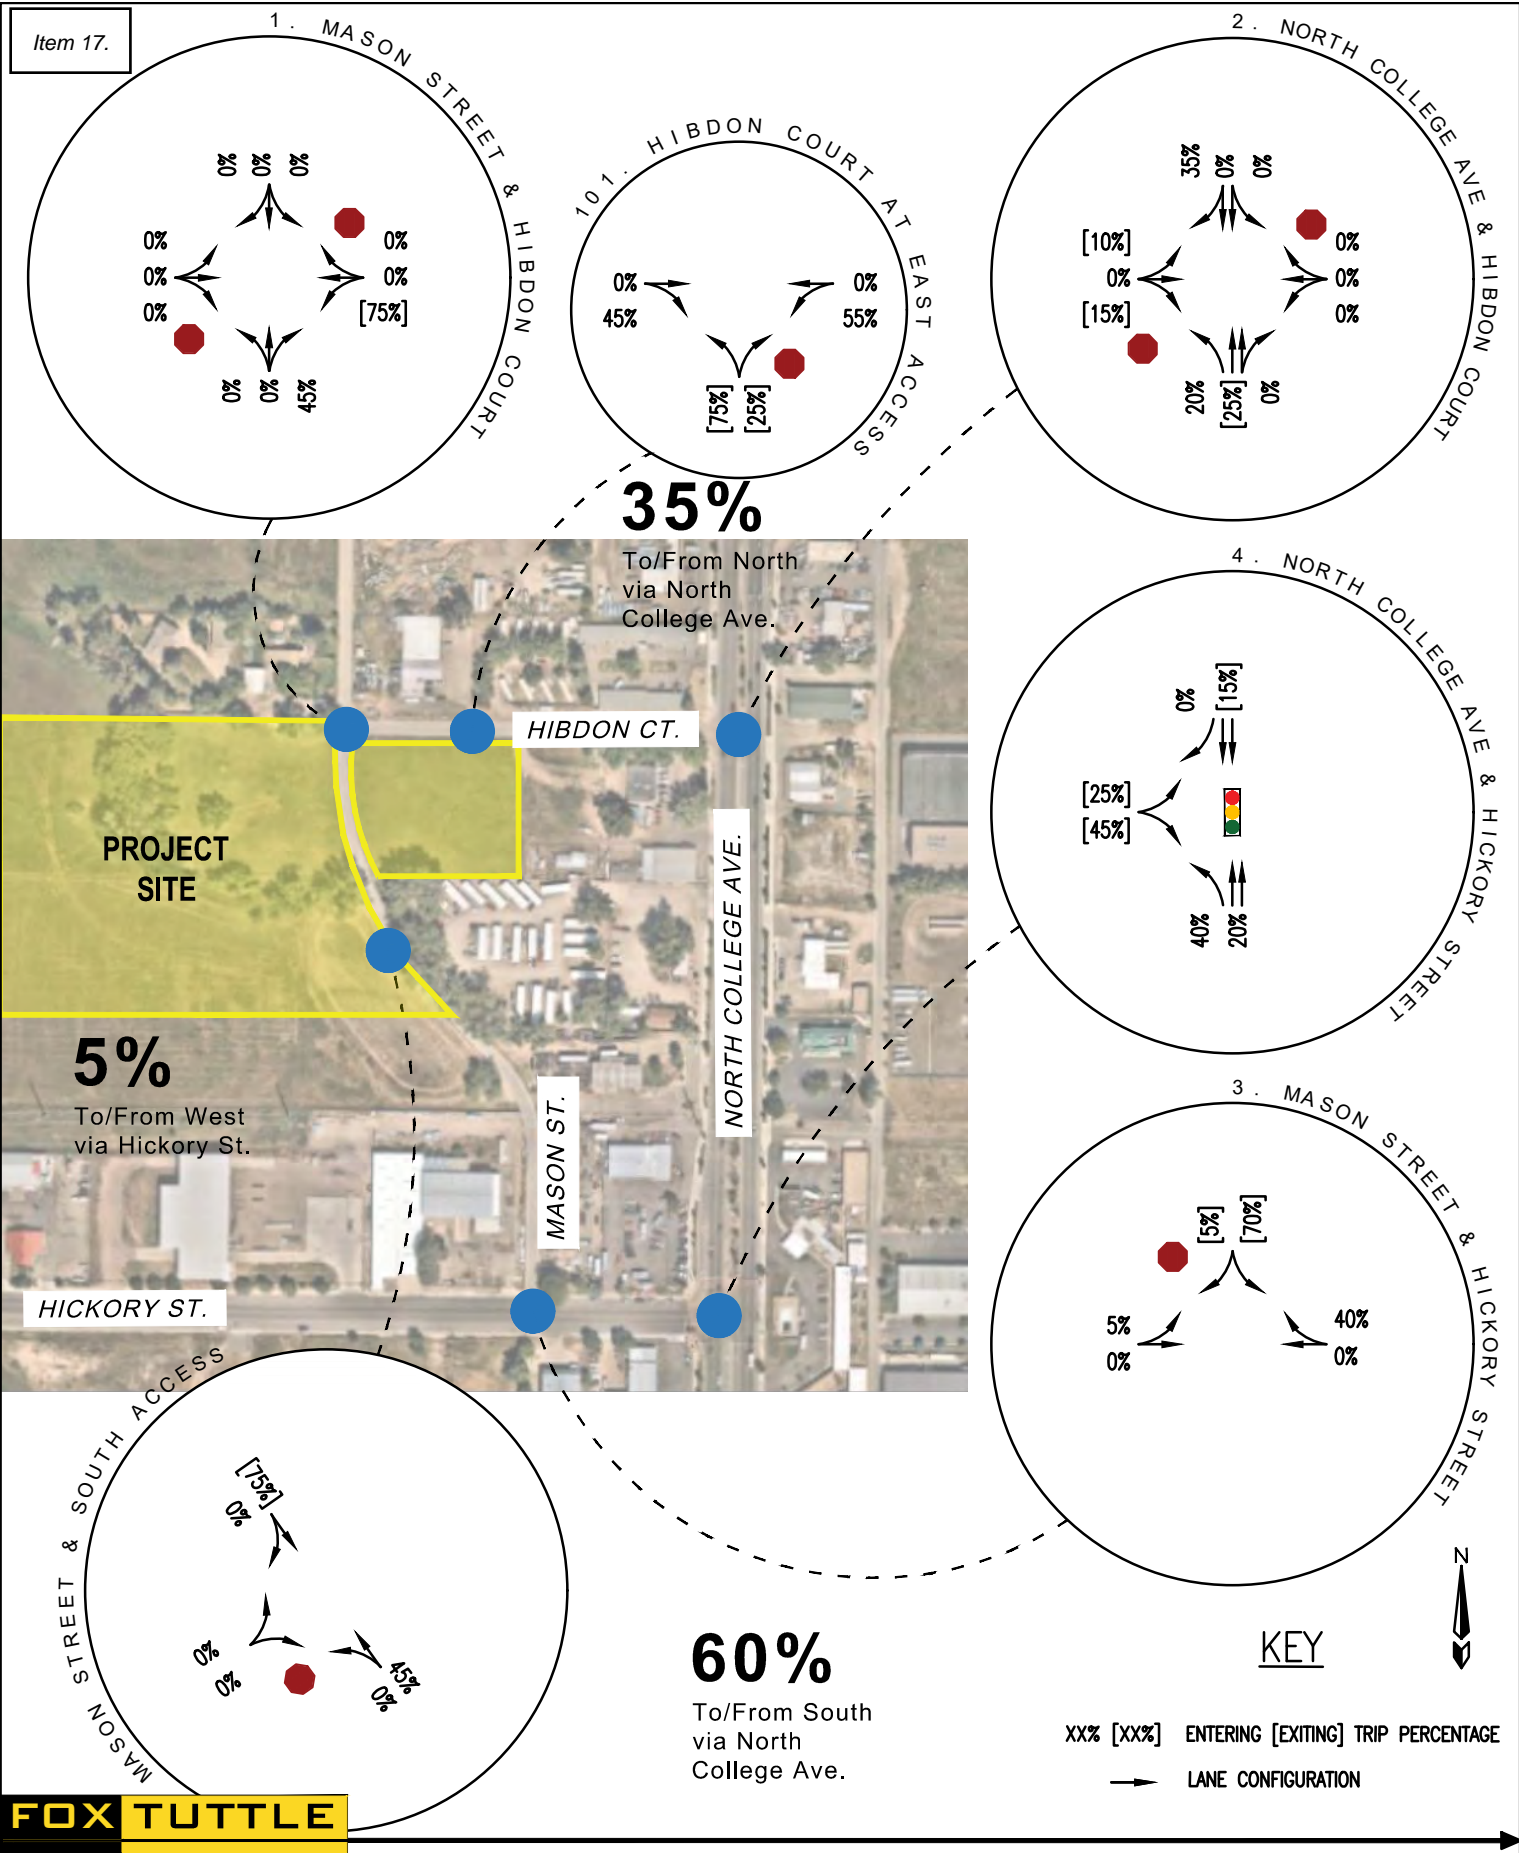 Item 17.
1. MASON STREET & HIBDON COURT
0% 0% 0%
0%
0%
0%
0%
0%
[75%]
0% 0% 45%
101. HIBDON COURT AT EAST ACCESS
0%
45%
0%
55%
[75%] [25%]
2. NORTH COLLEGE AVE & HIBDON COURT
35% 0% 0%
[10%]
0%
[15%]
0%
0%
0%
20% [25%] 0%
35%
To/From North
via North
College Ave.
HIBDON CT.
PROJECT
SITE
NORTH COLLEGE AVE.
4. NORTH COLLEGE AVE & HICKORY STREET
0% [15%]
[25%]
[45%]
40% 20%
5%
To/From West
via Hickory St.
MASON ST.
HICKORY ST.
3. MASON STREET & HICKORY STREET
[5%] [70%]
5%
0%
40%
0%
MASON STREET & SOUTH ACCESS
[75%]
0%
0%
0%
45%
0%
60%
To/From South
via North
College Ave.
N
KEY
XX% [XX%] ENTERING [EXITING] TRIP PERCENTAGE
LANE CONFIGURATION
FOX TUTTLE